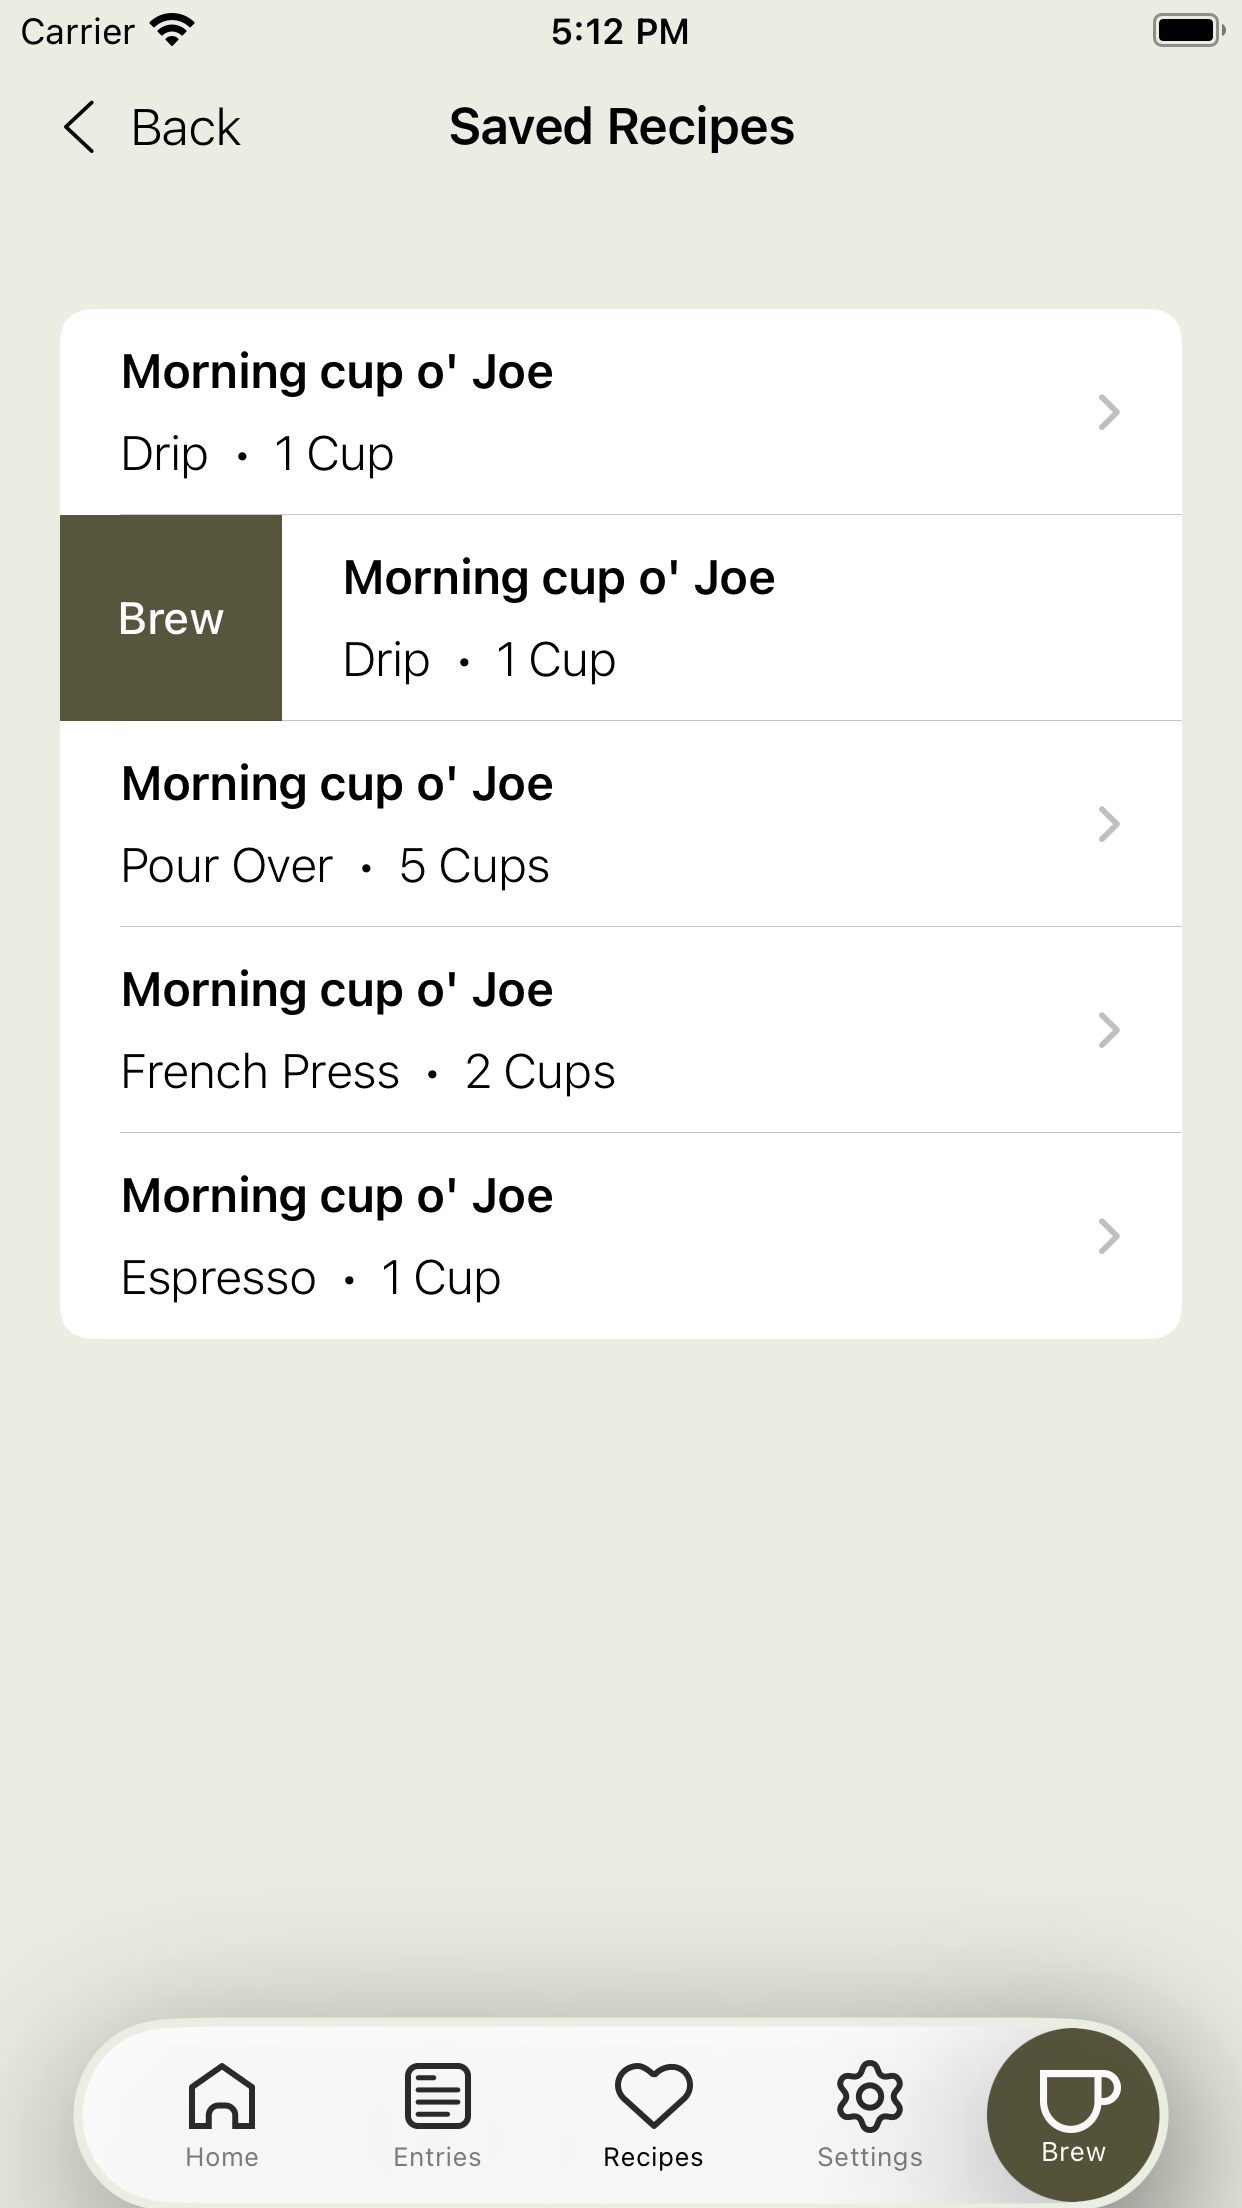 Carrier 5:12 PM
Back Saved Recipes
Morning cup o' Joe
Drip • 1 Cup
Brew
Morning cup o' Joe
Drip • 1 Cup
Morning cup o' Joe
Pour Over • 5 Cups
Morning cup o' Joe
French Press • 2 Cups
Morning cup o' Joe
Espresso • 1 Cup
Home Entries Recipes Settings Brew